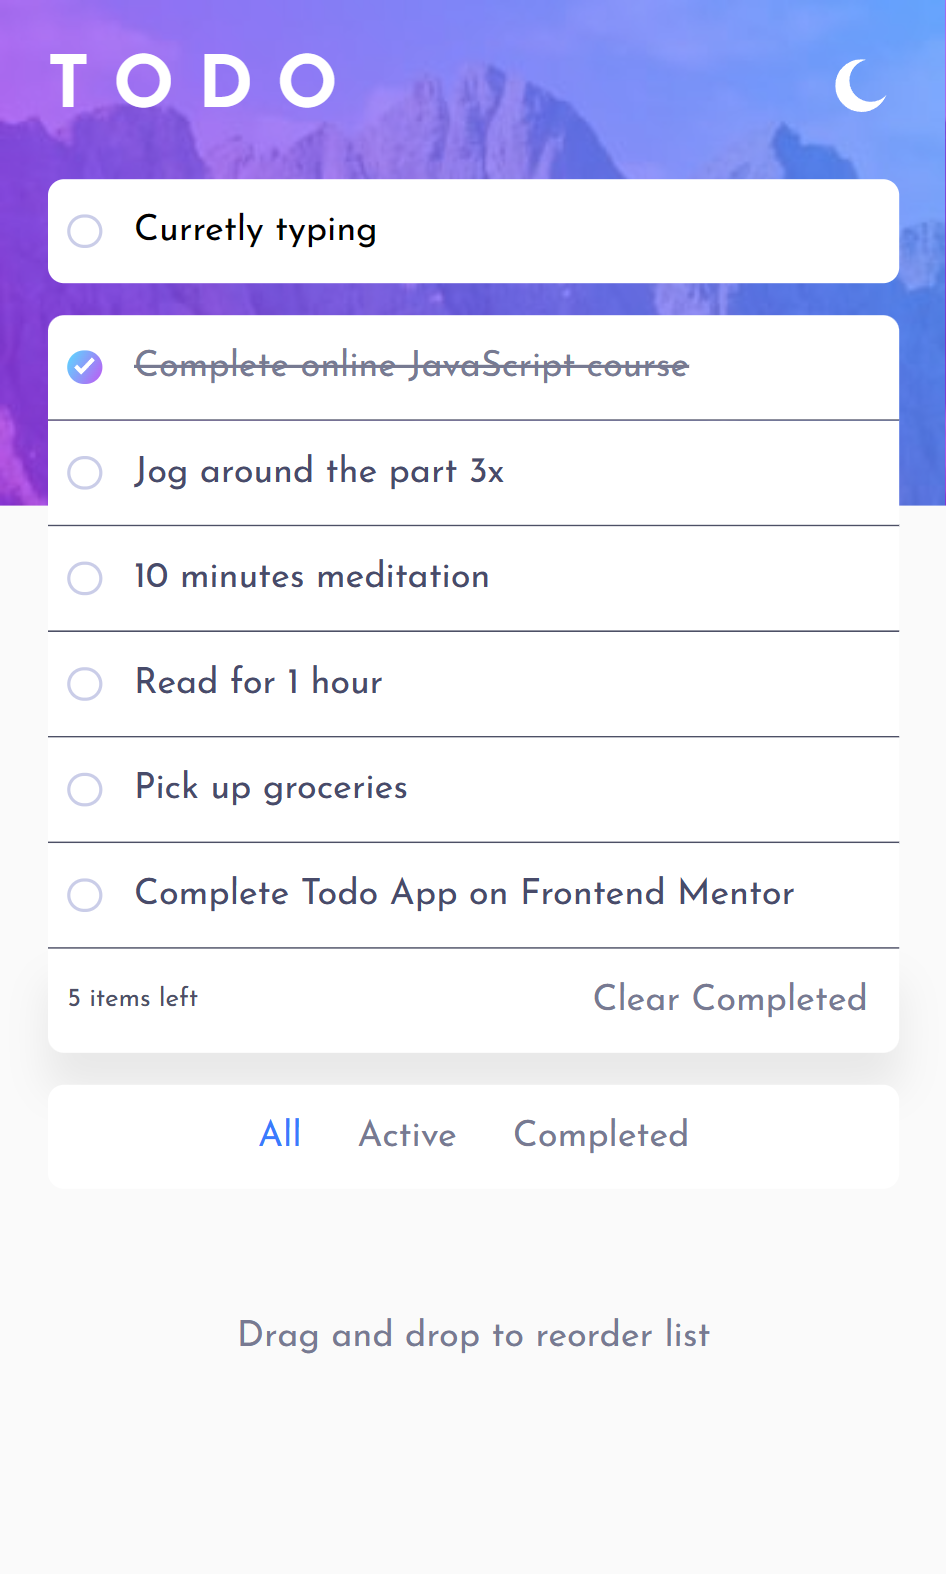 TODO
Curretly typing
Complete online JavaScript course
Jog around the part 3x
10 minutes meditation
Read for 1 hour
Pick up groceries
Complete Todo App on Frontend Mentor
5 items left Clear Completed
All Active Completed
Drag and drop to reorder list